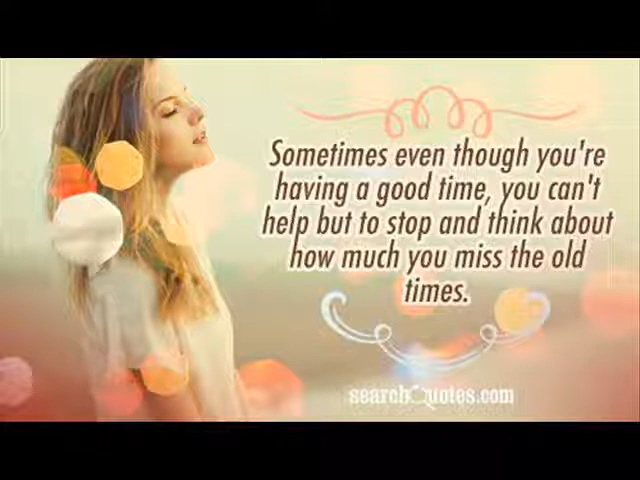 Sometimes even though you're
having a good time, you can't
help but to stop and think about
how much you miss the old
times.
searchQuotes.com